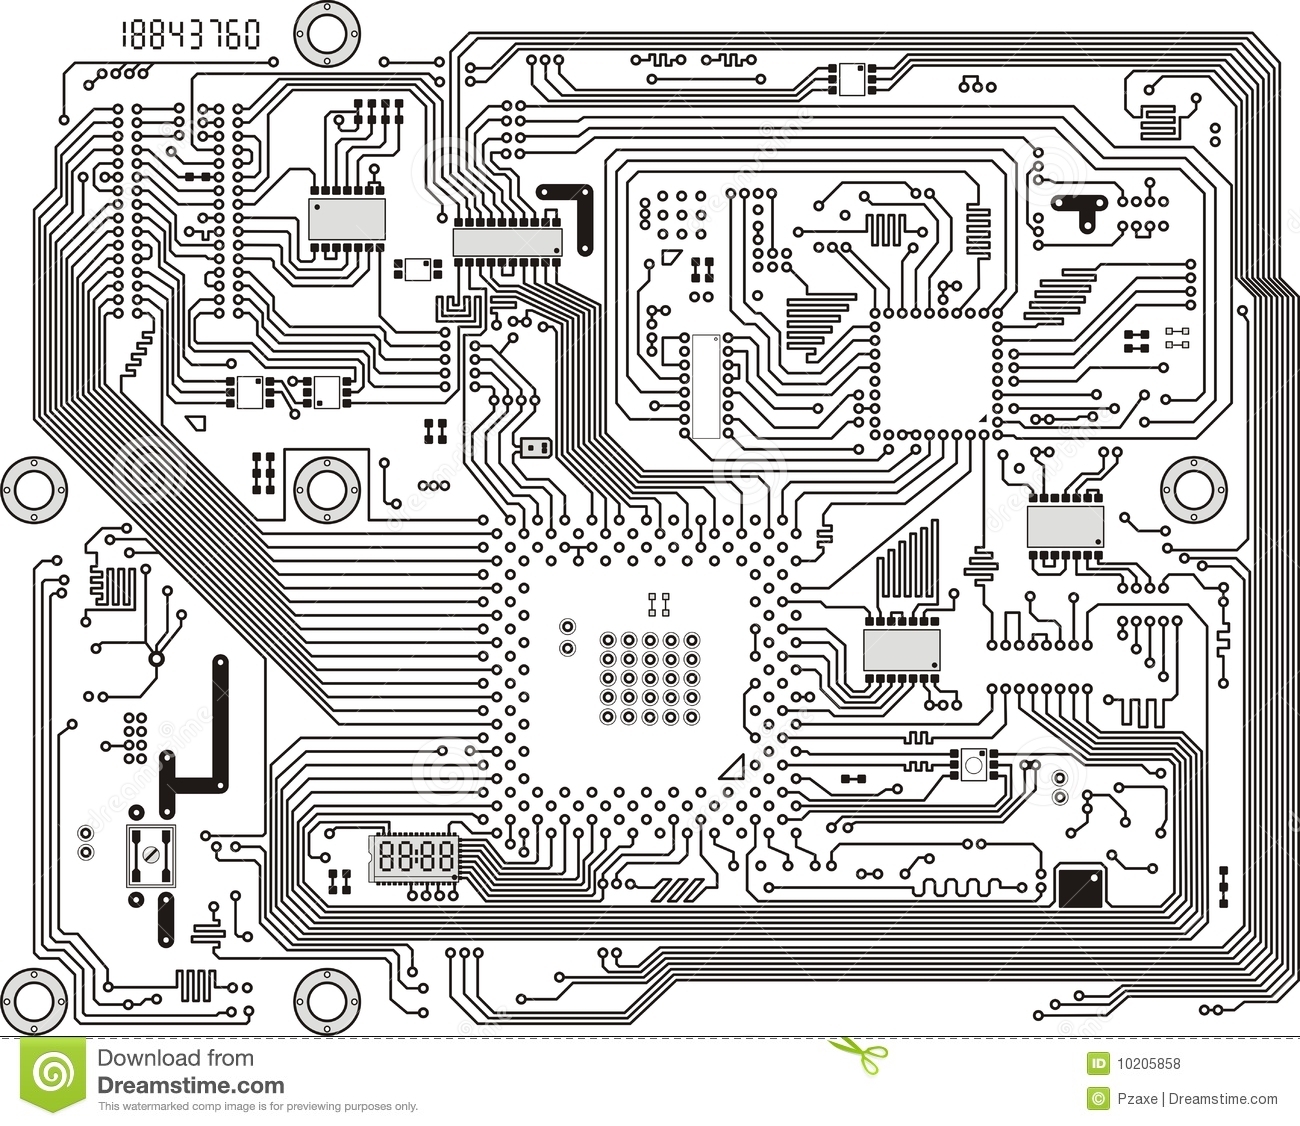 18843760
88:88
Download from
Dreamstime.com
This watermarked comp image is for previewing purposes only.
ID 10205858
© Pzaxe | Dreamstime.com